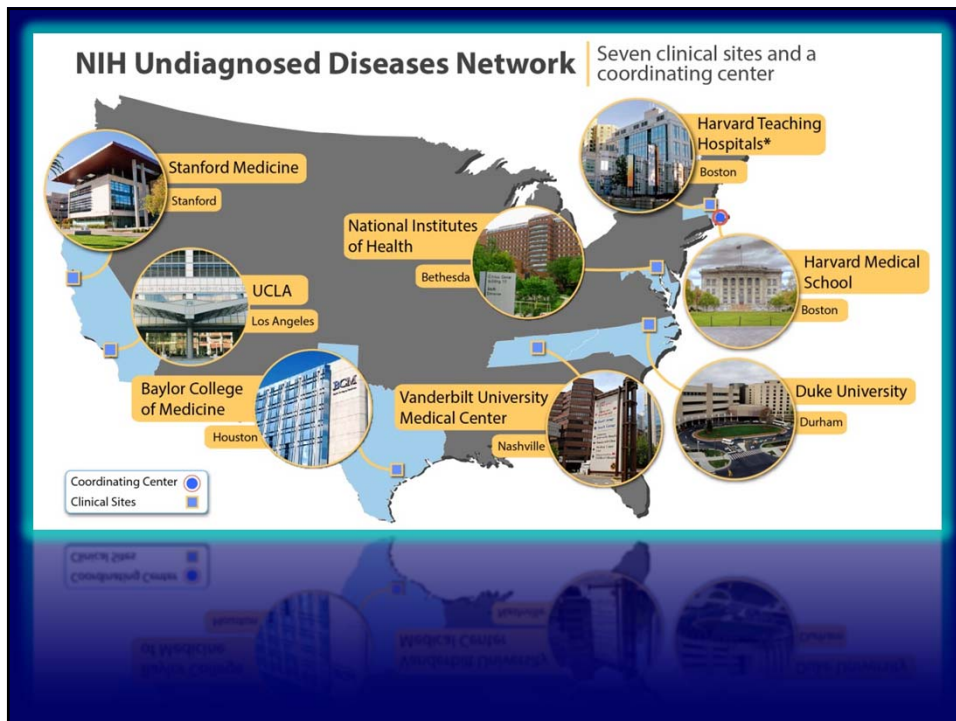 NIH Undiagnosed Diseases Network
Seven clinical sites and a
coordinating center
Stanford Medicine
Stanford
UCLA
Los Angeles
Baylor College
of Medicine
Houston
BCM
National Institutes
of Health
Bethesda
Vanderbilt University
Medical Center
Nashville
Harvard Teaching
Hospitals*
Boston
Harvard Medical
School
Boston
Duke University
Durham
Coordinating Center
Clinical Sites